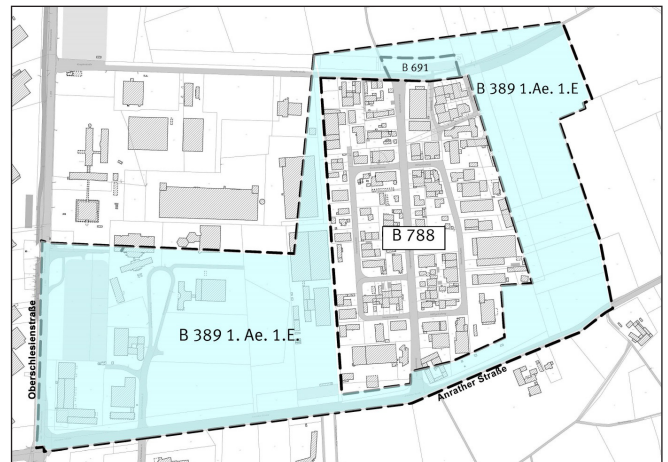 B 691
B 389 1.Ae. 1.E
B 788
B 389 1. Ae. 1.E.
Oberschlesienstraße
Anrather Straße